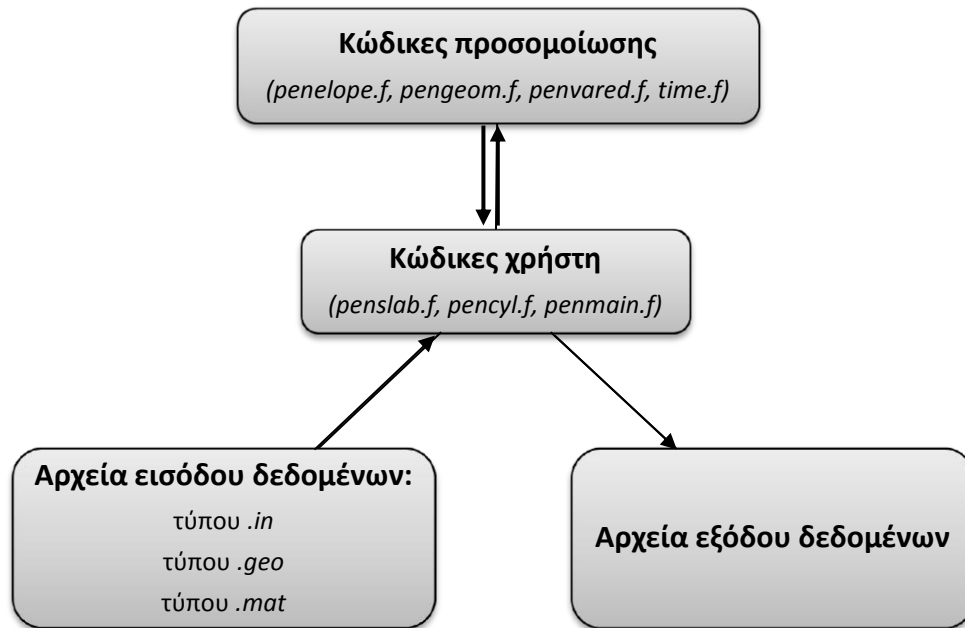 Κώδικες προσομοίωσης
(penelope.f, pengeom.f, penvared.f, time.f)
Κώδικες χρήστη
(penslab.f, pencyl.f, penmain.f)
Αρχεία εισόδου δεδομένων:
τύπου .in
τύπου .geo
τύπου .mat
Αρχεία εξόδου δεδομένων